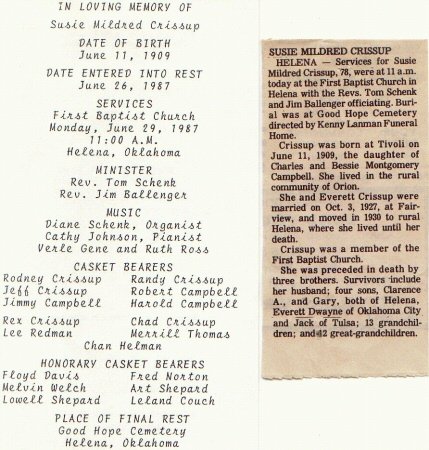 IN LOVING MEMORY OF
Susie Mildred Crissup
DATE OF BIRTH
June 11, 1909
DATE ENTERED INTO REST
June 26, 1987
SERVICES
First Baptist Church
Monday, June 29, 1987
11:00 A.M.
Helena, Oklahoma
MINISTER
Rev. Tom Schenk
Rev. Jim Ballenger
MUSIC
Diane Schenk, Organist
Cathy Johnson, Pianist
Verle Gene and Ruth Ross
CASKET BEARERS
Rodney Crissup Randy Crissup
Jeff Crissup Robert Campbell
Jimmy Campbell Harold Campbell
Rex Crissup Chad Crissup
Lee Redman Merrill Thomas
Chan Helman
HONORARY CASKET BEARERS
Floyd Davis Fred Norton
Melvin Welch Art Shepard
Lowell Shepard Leland Couch
PLACE OF FINAL REST
Good Hope Cemetery
Helena, Oklahoma
SUSIE MILDRED CRISSUP
HELENA — Services for Susie
Mildred Crissup, 78, were at 11 a.m.
today at the First Baptist Church in
Helena with the Revs. Tom Schenk
and Jim Ballenger officiating. Buri-
al was at Good Hope Cemetery
directed by Kenny Lanman Funeral
Home.
Crissup was born at Tivoli on
June 11, 1909, the daughter of
Charles and Bessie Montgomery
Campbell. She lived in the rural
community of Orion.
She and Everett Crissup were
married on Oct. 3, 1927, at Fair-
view, and moved in 1930 to rural
Helena, where she lived until her
death.
Crissup was a member of the
First Baptist Church.
She was preceded in death by
three brothers. Survivors include
her husband; four sons, Clarence
A., and Gary, both of Helena,
Everett Dwayne of Oklahoma City
and Jack of Tulsa; 13 grandchil-
dren; and 12 great-grandchildren.